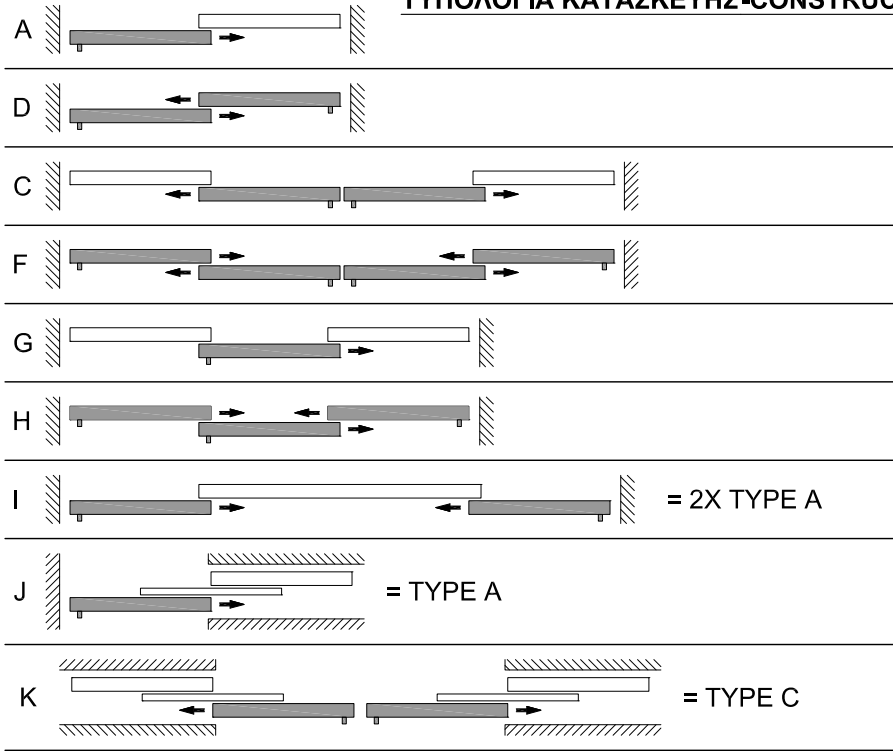 ΤΥΠΟΛΟΓΙΑ ΚΑΤΑΣΚΕΥΗΣ-CONSTRUC
A
D
C
F
G
H
I = 2X TYPE A
J = TYPE A
K = TYPE C